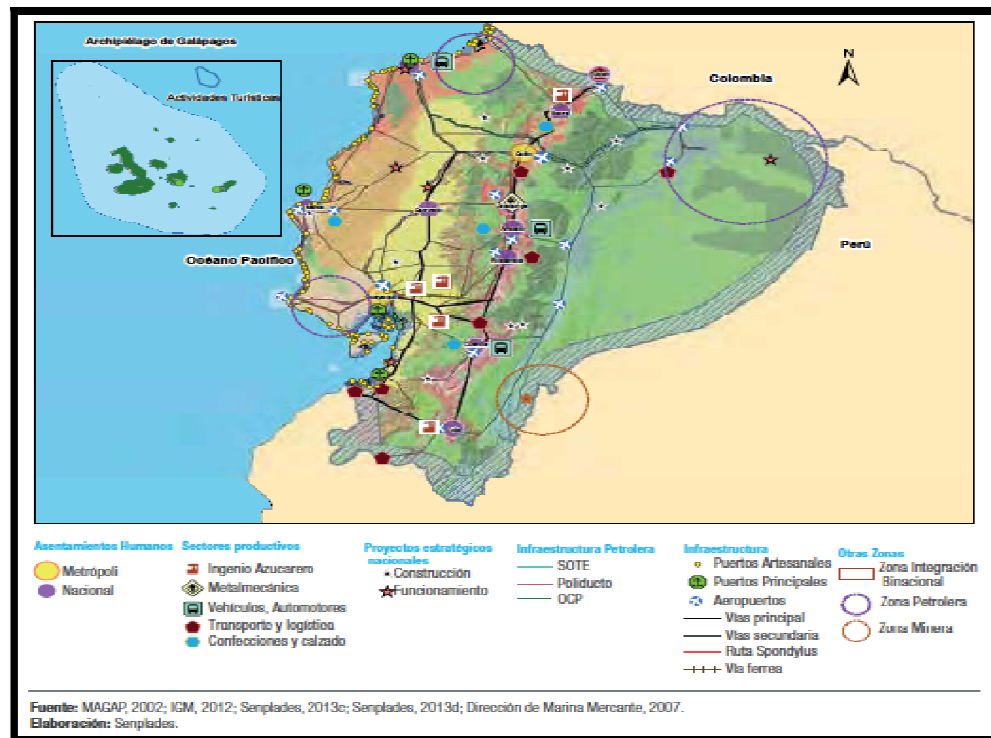 Archipiélago de Galápagos
Actividades Turísticas
N
Colombia
Perú
Océano Pacífico
Asentamientos Humanos
Metrópoli
Nacional
Sectores productivos
Ingenio Azucarero
Metalmecánica
Vehículos, Automotores
Transporto y logística
Confecciones y calzado
Proyectos estratégicos
nacionales
Construcción
Funcionamiento
Infraestructura Petrolera
SOTE
Poliducto
OCP
Infraestructura
Puertos Artesanales
Puertos Principales
Aeropuertos
Vías principal
Vías secundaria
Ruta Spondylus
Vía ferrea
Otras Zonas
Zona Integración
Binacional
Zona Petrolera
Zona Minera
Fuente: MAGAP, 2002; IGM, 2012; Senplades, 2013c; Senplades, 2013d; Dirección de Marina Mercante, 2007.
Elaboración: Senplades.